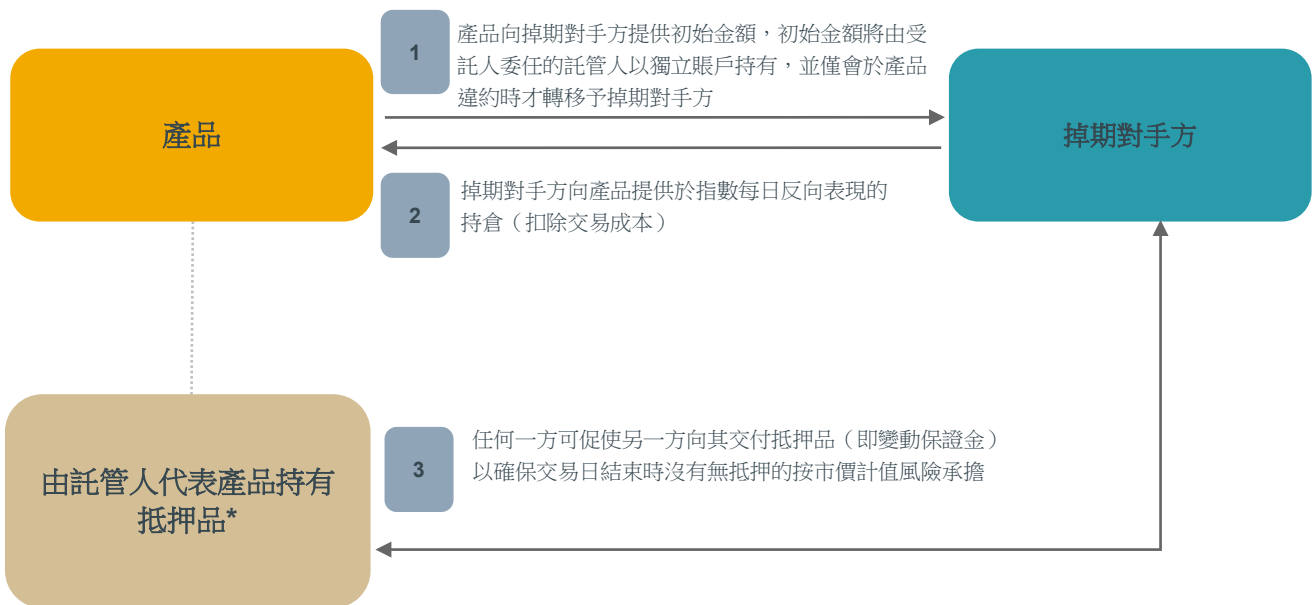 1
產品向掉期對手方提供初始金額，初始金額將由受
託人委任的託管人以獨立賬戶持有，並僅會於產品
違約時才轉移予掉期對手方
產品
掉期對手方
2
掉期對手方向產品提供於指數每日反向表現的
持倉（扣除交易成本）
3
任何一方可促使另一方向其交付抵押品（即變動保證金）
以確保交易日結束時沒有無抵押的按市價計值風險承擔
由託管人代表產品持有
抵押品*